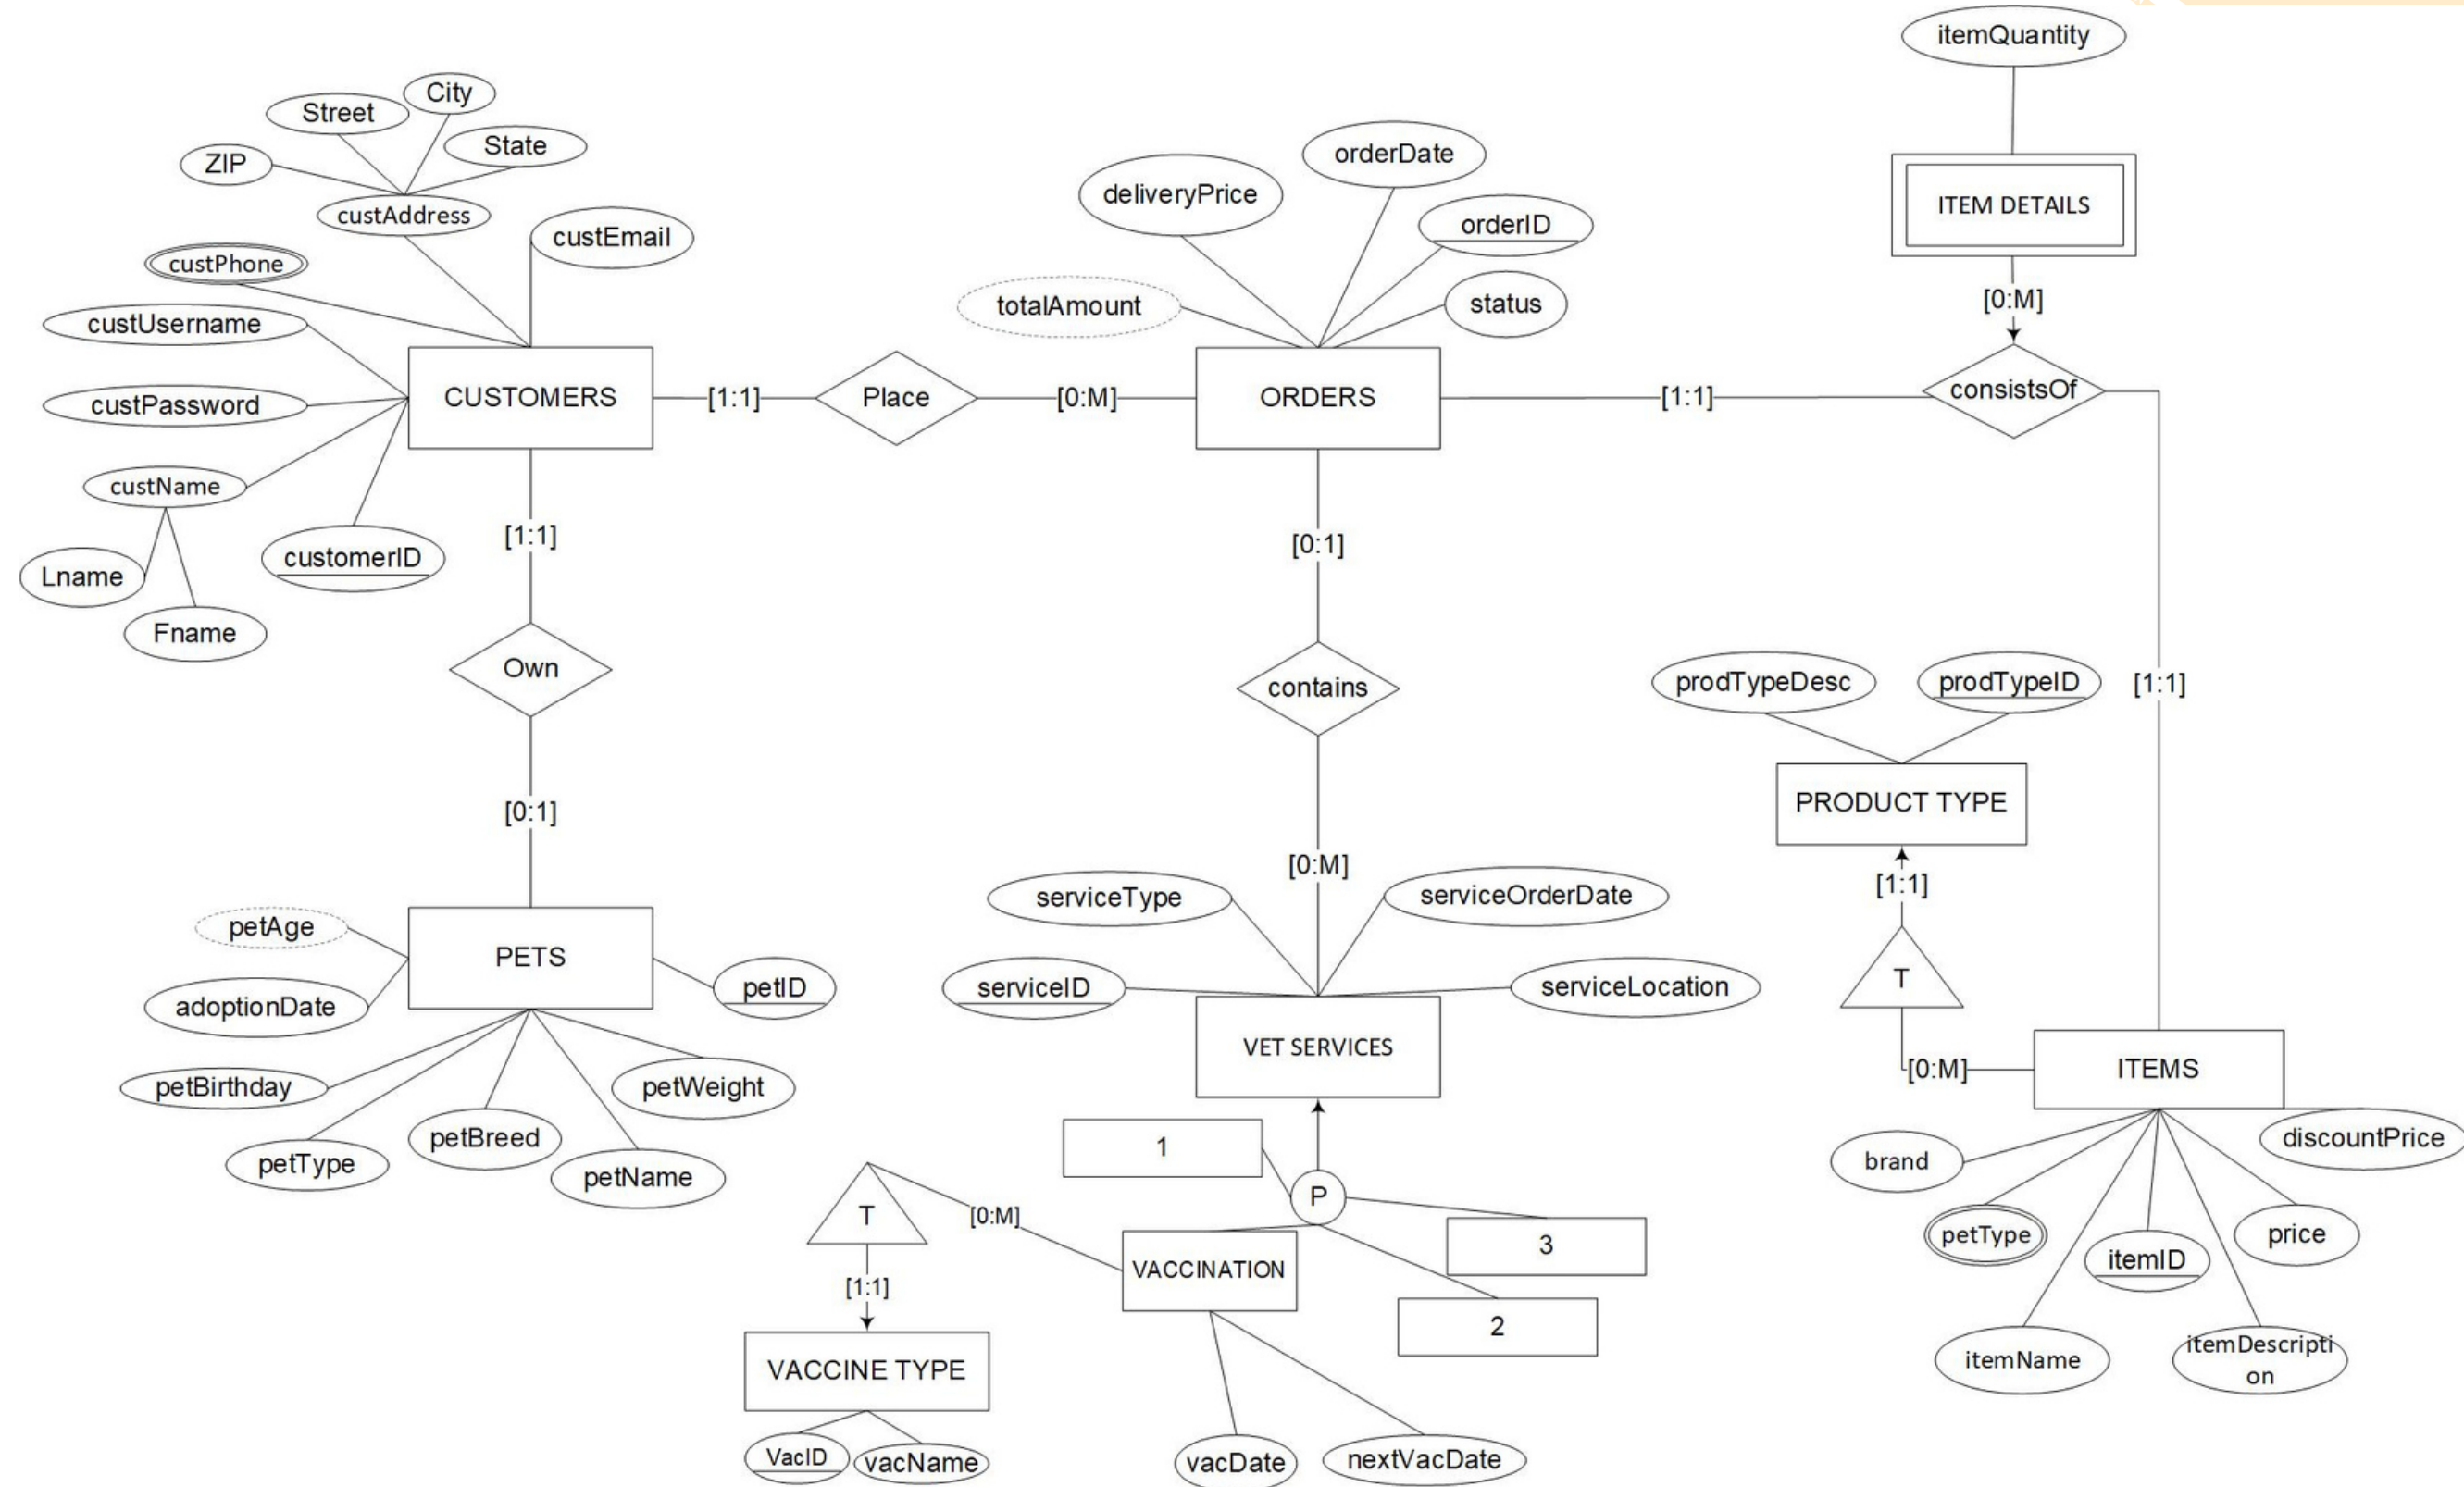 itemQuantity
City
Street
State
ZIP
custAddress
custEmail
custPhone
custUsername
custPassword
custName
Lname
Fname
customerID
CUSTOMERS
[1:1]
Place
[0:M]
orderDate
deliveryPrice
orderID
totalAmount
status
ORDERS
[1:1]
consistsOf
ITEM DETAILS
[0:M]
[1:1]
Own
[0:1]
[0:1]
contains
[0:M]
prodTypeDesc
prodTypeID
[1:1]
PRODUCT TYPE
[1:1]
T
[0:M]
ITEMS
petAge
PETS
petID
adoptionDate
petBirthday
petWeight
petType
petBreed
petName
serviceType
serviceOrderDate
serviceID
serviceLocation
VET SERVICES
1
P
3
2
VACCINATION
[0:M]
T
[1:1]
VACCINE TYPE
VacID
vacName
vacDate
nextVacDate
discountPrice
brand
petType
itemID
price
itemName
itemDescripti
on